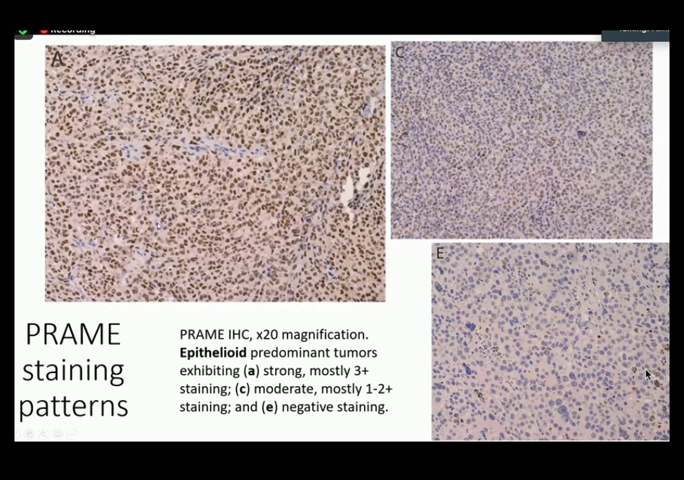 Recording
A
C
E
PRAME
staining
patterns
PRAME IHC, x20 magnification.
Epithelioid predominant tumors
exhibiting (a) strong, mostly 3+
staining; (c) moderate, mostly 1-2+
staining; and (e) negative staining.